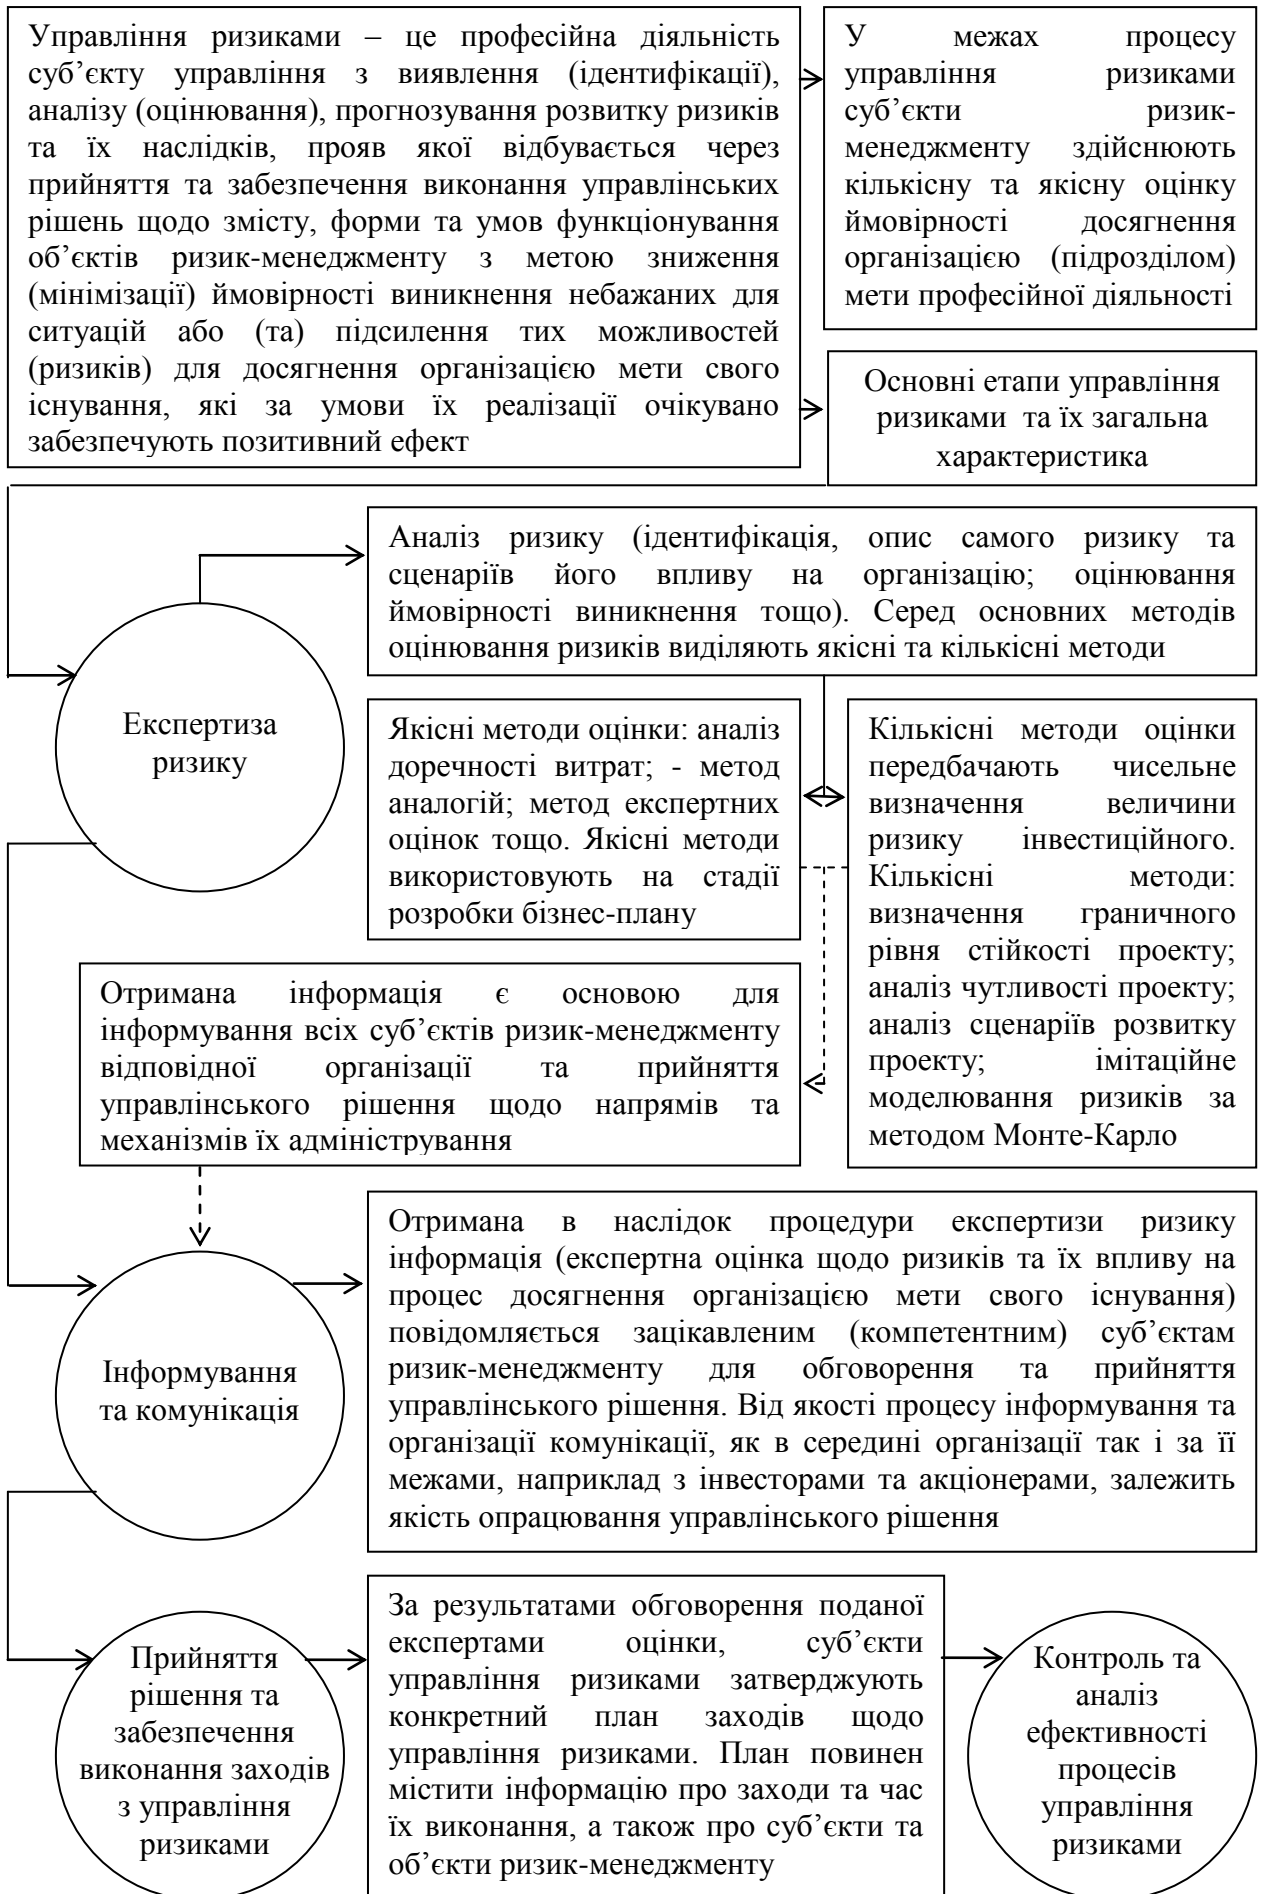 Управління ризиками – це професійна діяльність
суб’єкту управління з виявлення (ідентифікації),
аналізу (оцінювання), прогнозування розвитку ризиків
та їх наслідків, прояв якої відбувається через
прийняття та забезпечення виконання управлінських
рішень щодо змісту, форми та умов функціонування
об’єктів ризик-менеджменту з метою зниження
(мінімізації) ймовірності виникнення небажаних для
ситуацій або (та) підсилення тих можливостей
(ризиків) для досягнення організацією мети свого
існування, які за умови їх реалізації очікувано
забезпечують позитивний ефект
У межах процесу
управління ризиками
суб’єкти ризик-
менеджменту здійснюють
кількісну та якісну оцінку
ймовірності досягнення
організацією (підрозділом)
мети професійної діяльності
Основні етапи управління
ризиками та їх загальна
характеристика
Аналіз ризику (ідентифікація, опис самого ризику та
сценаріїв його впливу на організацію; оцінювання
ймовірності виникнення тощо). Серед основних методів
оцінювання ризиків виділяють якісні та кількісні методи
Експертиза
ризику
Якісні методи оцінки: аналіз
доречності витрат; - метод
аналогій; метод експертних
оцінок тощо. Якісні методи
використовують на стадії
розробки бізнес-плану
Кількісні методи оцінки
передбачають чисельне
визначення величини
ризику інвестиційного.
Кількісні методи:
визначення граничного
рівня стійкості проекту;
аналіз чутливості проекту;
аналіз сценаріїв розвитку
проекту; імітаційне
моделювання ризиків за
методом Монте-Карло
Отримана інформація є основою для
інформування всіх суб’єктів ризик-менеджменту
відповідної організації та прийняття
управлінського рішення щодо напрямів та
механізмів їх адміністрування
Інформування
та комунікація
Отримана в наслідок процедури експертизи ризику
інформація (експертна оцінка щодо ризиків та їх впливу на
процес досягнення організацією мети свого існування)
повідомляється зацікавленим (компетентним) суб’єктам
ризик-менеджменту для обговорення та прийняття
управлінського рішення. Від якості процесу інформування та
організації комунікації, як в середині організації так і за її
межами, наприклад з інвесторами та акціонерами, залежить
якість опрацювання управлінського рішення
Прийняття
рішення та
забезпечення
виконання заходів
з управління
ризиками
За результатами обговорення поданої
експертами оцінки, суб’єкти
управління ризиками затверджують
конкретний план заходів щодо
управління ризиками. План повинен
містити інформацію про заходи та час
їх виконання, а також про суб’єкти та
об’єкти ризик-менеджменту
Контроль та
аналіз
ефективності
процесів
управління
ризиками